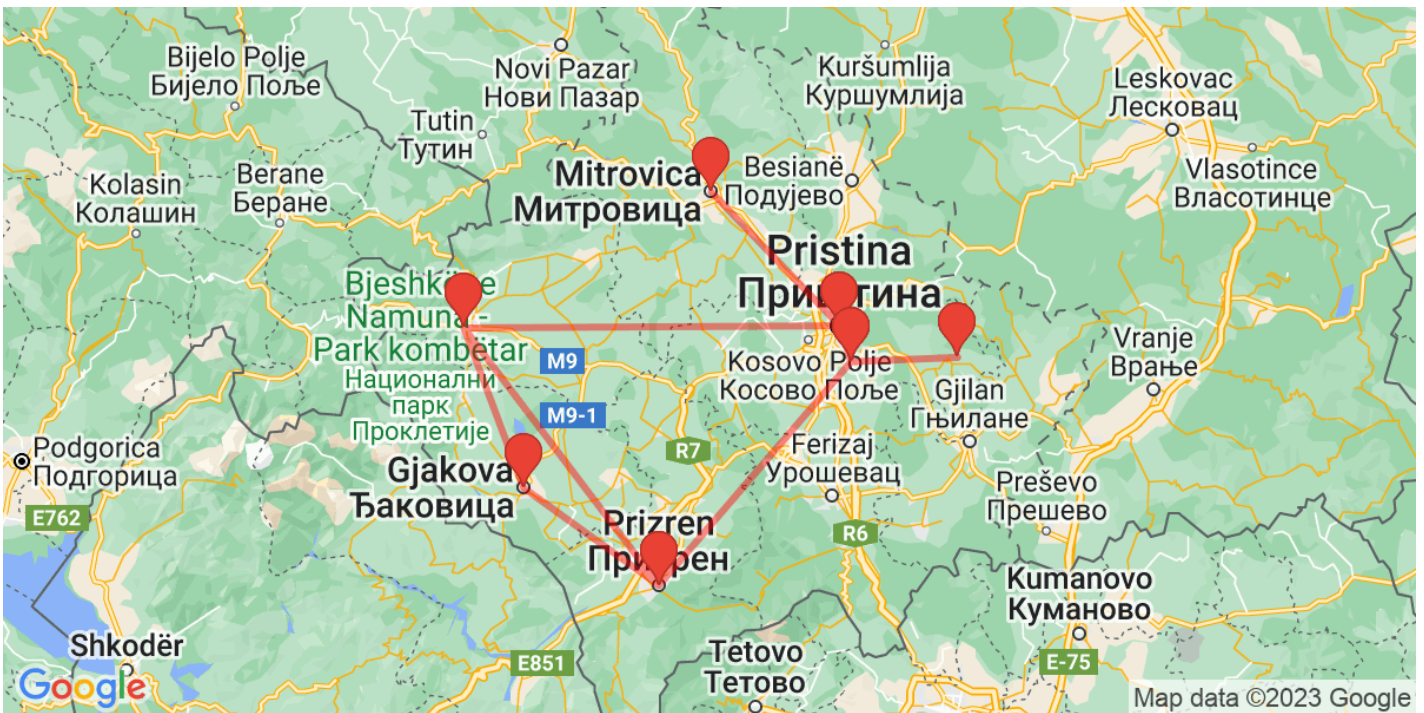 Bijelo Polje
Бијело Поље
Novi Pazar
Нови Пазар
Kuršumlija
Куршумлија
Leskovac
Лесковац
Tutin
Тутин
Kolasin
Колашин
Berane
Беране
Mitrovica
Митровица
Besianë
Подујево
Vlasotince
Власотинце
Pristina
Bjeshkët e
Namuna -
Park kombëtar
Национални
парк
Проклетије
M9
M9-1
Kosovo Polje
Косово Поље
Vranje
Врање
Gjilan
Гњилане
Podgorica
Подгорица
Gjakova
Ђаковица
R7
Ferizaj
Урошевац
Preševo
Прешево
E762
Prizren
R6
Kumanovo
Куманово
Shkodër
E851
Tetovo
Тетово
E-75
Google
Map data ©2023 Google